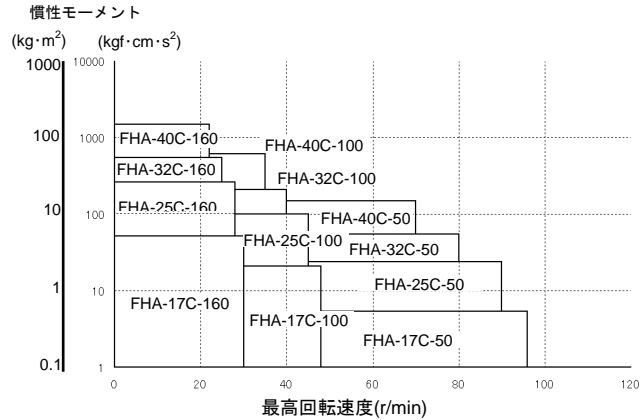 慣性モーメント
(kg･m²) (kgf･cm･s²)
1000 10000
100 1000
10 100
1 10
0.1 1
FHA-40C-160
FHA-40C-100
FHA-32C-160
FHA-32C-100
FHA-25C-160
FHA-40C-50
FHA-25C-100
FHA-32C-50
FHA-25C-50
FHA-17C-160
FHA-17C-100
FHA-17C-50
0 20 40 60 80 100 120
最高回転速度(r/min)